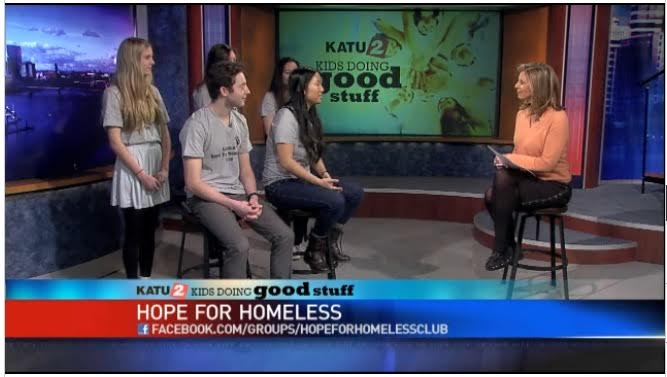 KATU 2
KIDS DOING
good
stuff
KATU 2 KIDS DOING good stuff
HOPE FOR HOMELESS
f FACEBOOK.COM/GROUPS/HOPEFORHOMELESSCLUB